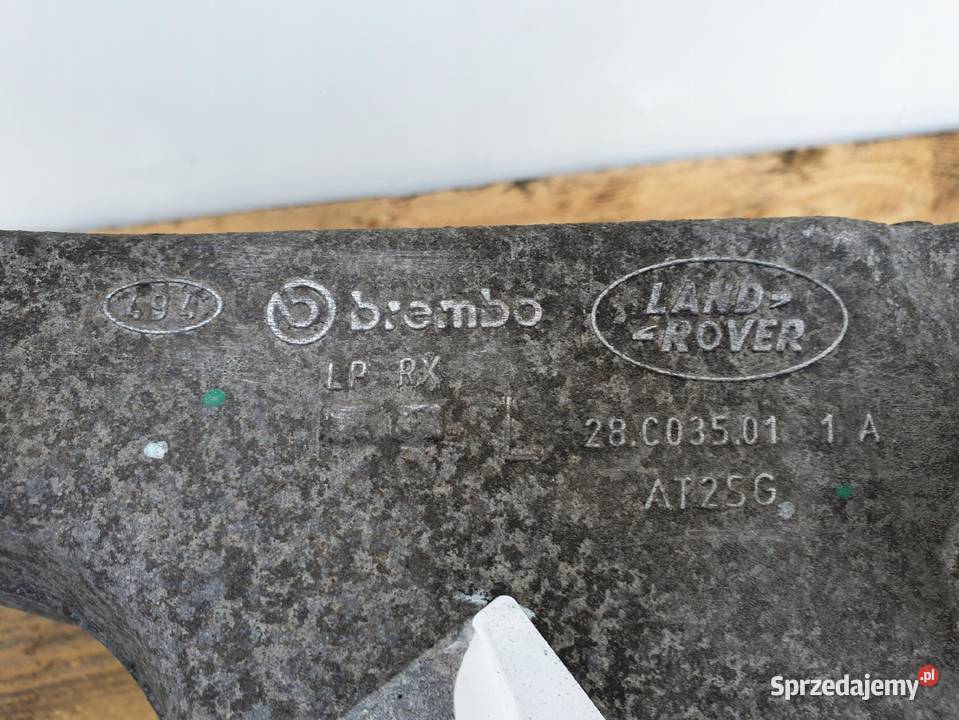 494 brembo LAND ROVER
LP RX
L 28.C035.01 1 A
AT2SG
Sprzedajemy.pl